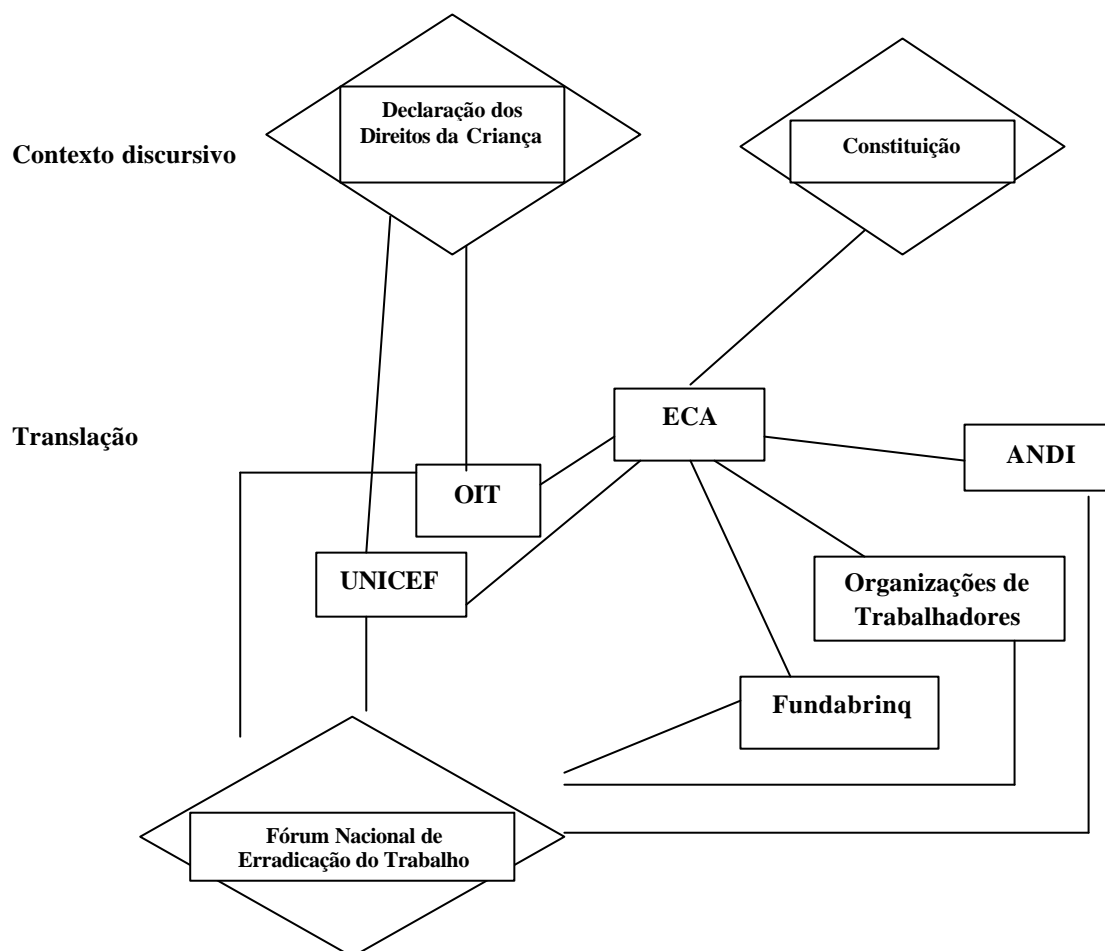 Declaração dos
Direitos da Criança
Contexto discursivo
Constituição
ECA
Translação
ANDI
OIT
UNICEF
Organizações de
Trabalhadores
Fundabrinq
Fórum Nacional de
Erradicação do Trabalho